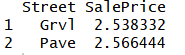 Street SalePrice
1 Grvl 2.538332
2 Pave 2.566444